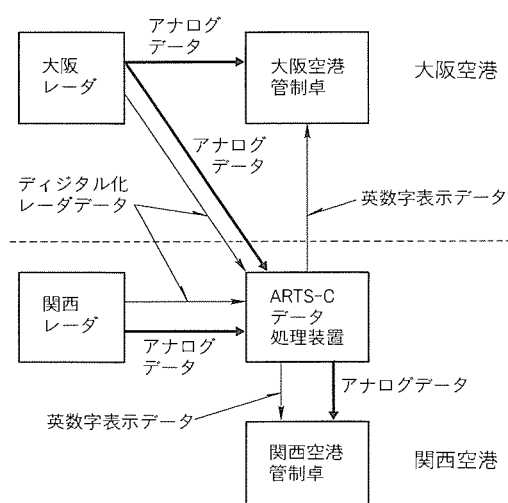 アナログ
データ
大阪
レーダ
大阪空港
管制卓
大阪空港
アナログ
データ
ディジタル化
レーダデータ
英数字表示データ
関西
レーダ
ARTS-C
データ
処理装置
アナログ
データ
アナログデータ
英数字表示データ
関西空港
管制卓
関西空港